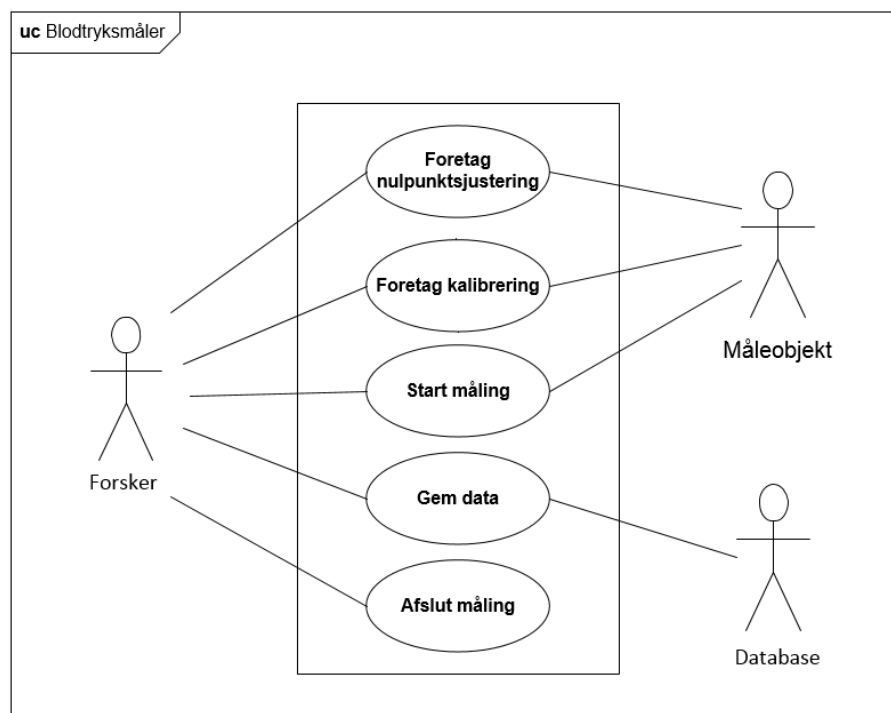 uc Blodtryksmåler
Foretag
nulpunktsjustering
Foretag kalibrering
Start måling
Gem data
Afslut måling
Forsker
Måleobjekt
Database